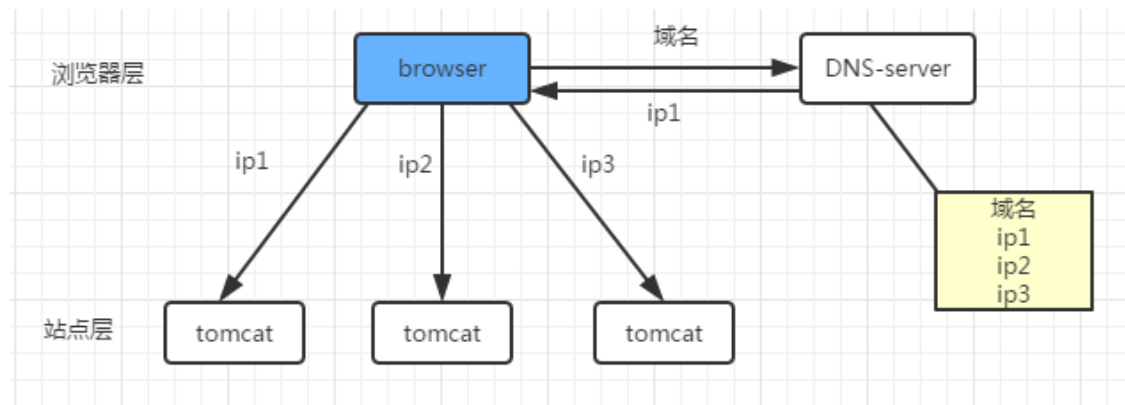 域名
浏览器层
browser
DNS-server
ip1
ip1
ip2
ip3
域名
ip1
ip2
ip3
站点层
tomcat
tomcat
tomcat